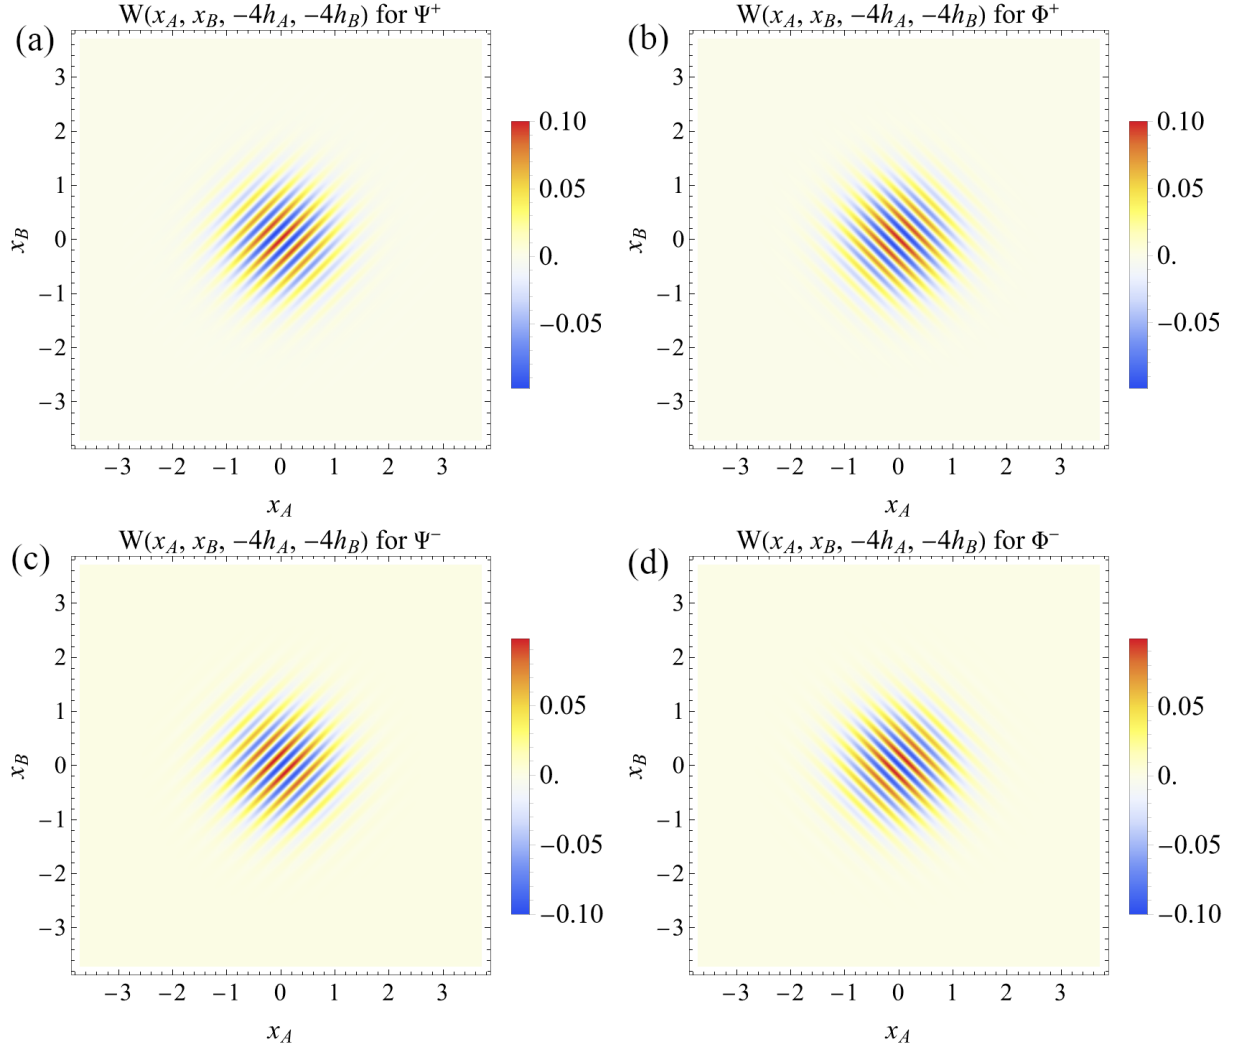 (a)
W(x_A, x_B, −4h_A, −4h_B) for Ψ⁺
3
2
1
0
−1
−2
−3
x_B
−3 −2 −1 0 1 2 3
x_A
0.10
0.05
0.
−0.05
(b)
W(x_A, x_B, −4h_A, −4h_B) for Φ⁺
3
2
1
0
−1
−2
−3
x_B
−3 −2 −1 0 1 2 3
x_A
0.10
0.05
0.
−0.05
(c)
W(x_A, x_B, −4h_A, −4h_B) for Ψ⁻
3
2
1
0
−1
−2
−3
x_B
−3 −2 −1 0 1 2 3
x_A
0.05
0.
−0.05
−0.10
(d)
W(x_A, x_B, −4h_A, −4h_B) for Φ⁻
3
2
1
0
−1
−2
−3
x_B
−3 −2 −1 0 1 2 3
x_A
0.05
0.
−0.05
−0.10